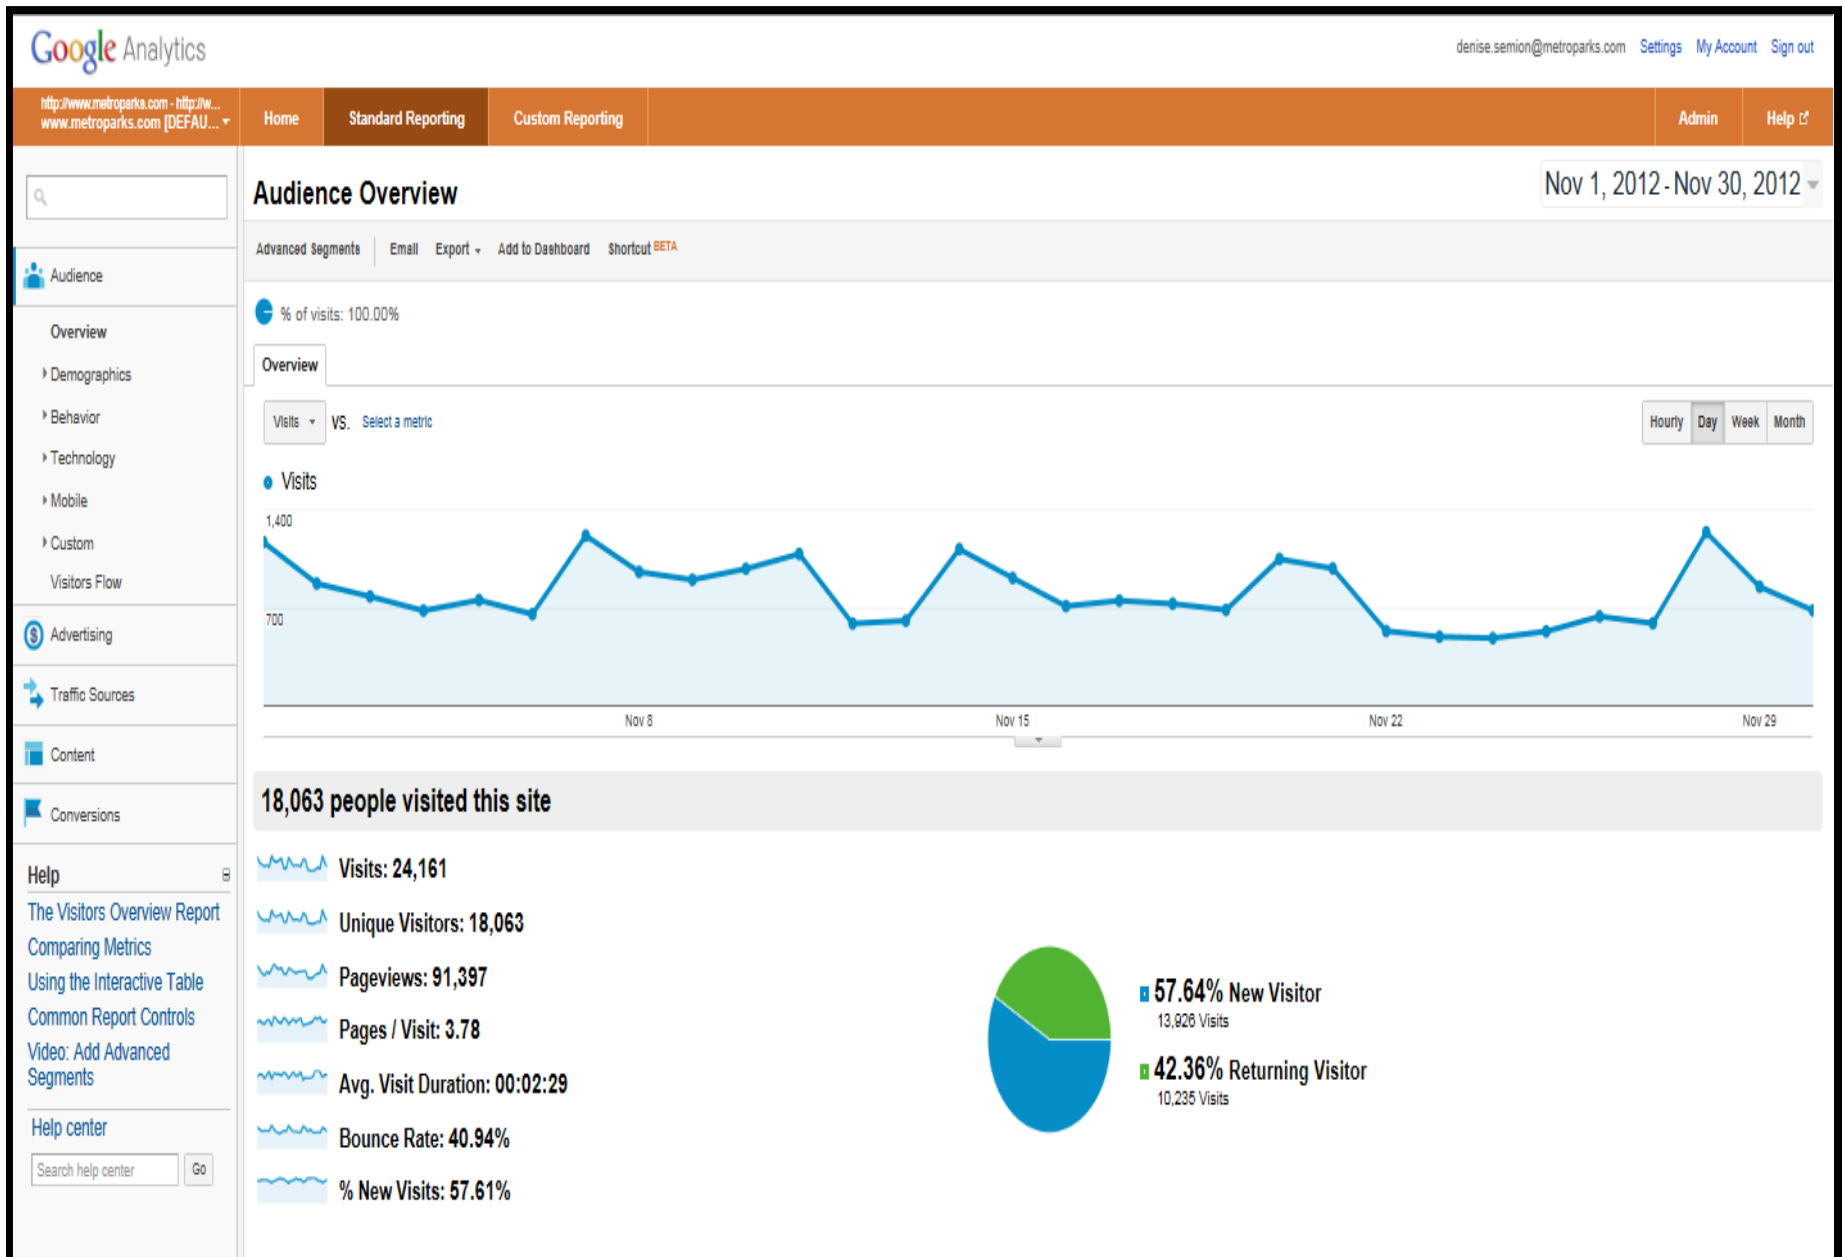 Google Analytics
denise.semion@metroparks.com Settings My Account Sign out
http://www.metroparks.com - http://w...
www.metroparks.com [DEFAU...
Home Standard Reporting Custom Reporting Admin Help
Audience Overview
Nov 1, 2012 - Nov 30, 2012
Advanced Segments Email Export Add to Dashboard Shortcut BETA
Audience
Overview
Demographics
Behavior
Technology
Mobile
Custom
Visitors Flow
Advertising
Traffic Sources
Content
Conversions
Help
The Visitors Overview Report
Comparing Metrics
Using the Interactive Table
Common Report Controls
Video: Add Advanced
Segments
Help center
Search help center Go
% of visits: 100.00%
Overview
Visits VS. Select a metric
Hourly Day Week Month
Visits
1,400
700
Nov 8 Nov 15 Nov 22 Nov 29
18,063 people visited this site
Visits: 24,161
Unique Visitors: 18,063
Pageviews: 91,397
Pages / Visit: 3.78
Avg. Visit Duration: 00:02:29
Bounce Rate: 40.94%
% New Visits: 57.61%
57.64% New Visitor
13,926 Visits
42.36% Returning Visitor
10,235 Visits